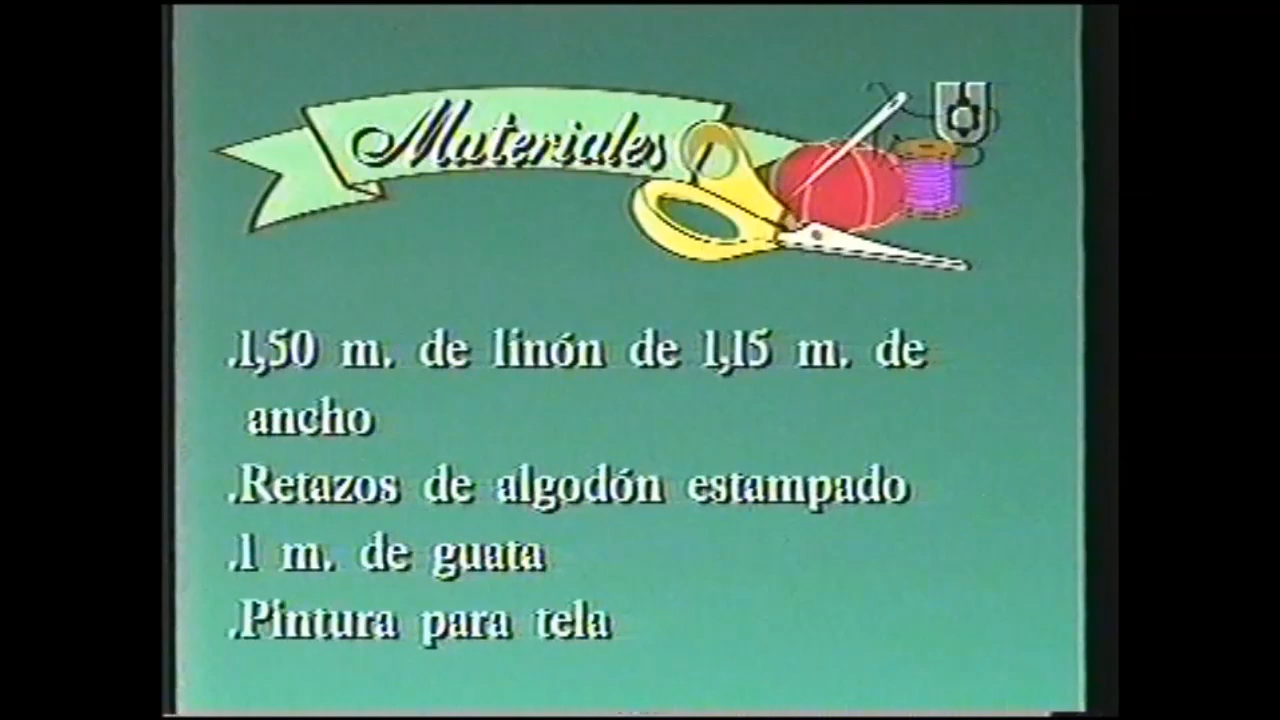 Materiales
.1,50 m. de linón de 1,15 m. de
ancho
.Retazos de algodón estampado
.1 m. de guata
.Pintura para tela